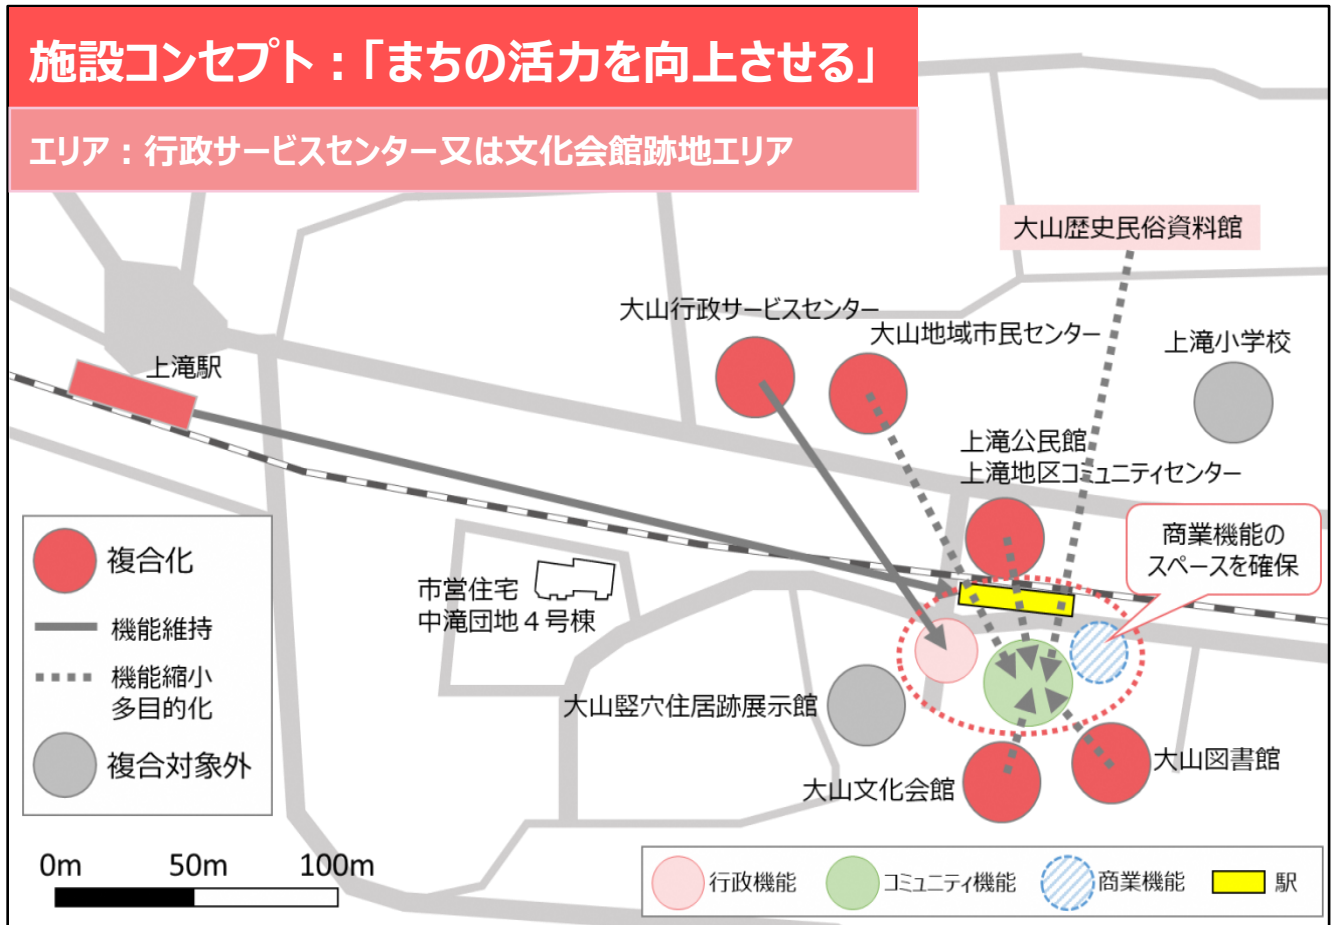 施設コンセプト：「まちの活力を向上させる」
エリア：行政サービスセンター又は文化会館跡地エリア
大山歴史民俗資料館
大山行政サービスセンター
大山地域市民センター
上滝小学校
上滝駅
上滝公民館
上滝地区コミュニティセンター
商業機能の
スペースを確保
複合化
機能維持
機能縮小
多目的化
複合対象外
市営住宅
中滝団地４号棟
大山竪穴住居跡展示館
大山文化会館
大山図書館
0m 50m 100m
行政機能 コミュニティ機能 商業機能 駅